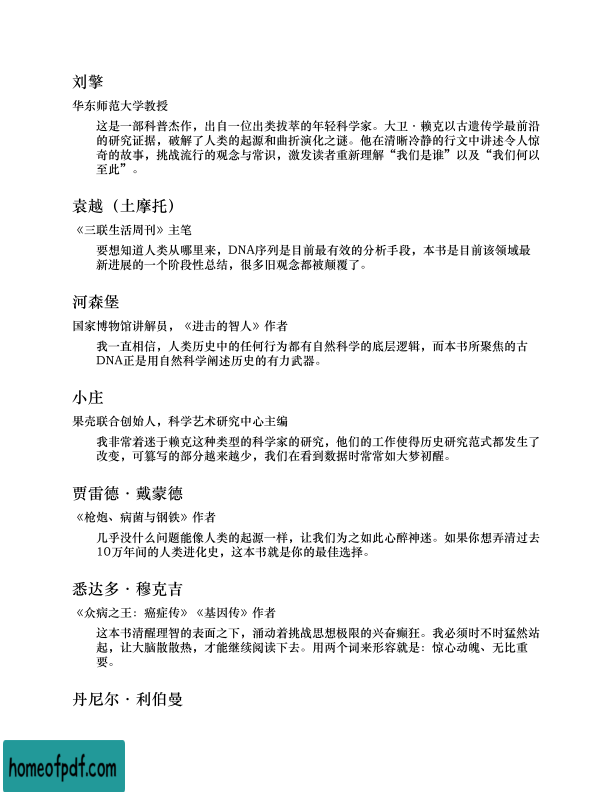 刘擎
华东师范大学教授
这是一部科普杰作，出自一位出类拔萃的年轻科学家。大卫·赖克以古遗传学最前沿
的研究证据，破解了人类的起源和曲折演化之谜。他在清晰冷静的行文中讲述令人惊
奇的故事，挑战流行的观念与常识，激发读者重新理解“我们是谁”以及“我们何以
至此”。
袁越（土摩托）
《三联生活周刊》主笔
要想知道人类从哪里来，DNA序列是目前最有效的分析手段，本书是目前该领域最
新进展的一个阶段性总结，很多旧观念都被颠覆了。
河森堡
国家博物馆讲解员，《进击的智人》作者
我一直相信，人类历史中的任何行为都有自然科学的底层逻辑，而本书所聚焦的古
DNA正是用自然科学阐述历史的有力武器。
小庄
果壳联合创始人，科学艺术研究中心主编
我非常着迷于赖克这种类型的科学家的研究，他们的工作使得历史研究范式都发生了
改变，可篡写的部分越来越少，我们在看到数据时常常如大梦初醒。
贾雷德·戴蒙德
《枪炮、病菌与钢铁》作者
几乎没什么问题能像人类的起源一样，让我们为之如此心醉神迷。如果你想弄清过去
10万年间的人类进化史，这本书就是你的最佳选择。
悉达多·穆克吉
《众病之王：癌症传》《基因传》作者
这本书清醒理智的表面之下，涌动着挑战思想极限的兴奋癫狂。我必须时不时猛然站
起，让大脑散散热，才能继续阅读下去。用两个词来形容就是：惊心动魄、无比重
要。
丹尼尔·利伯曼
homeofpdf.com